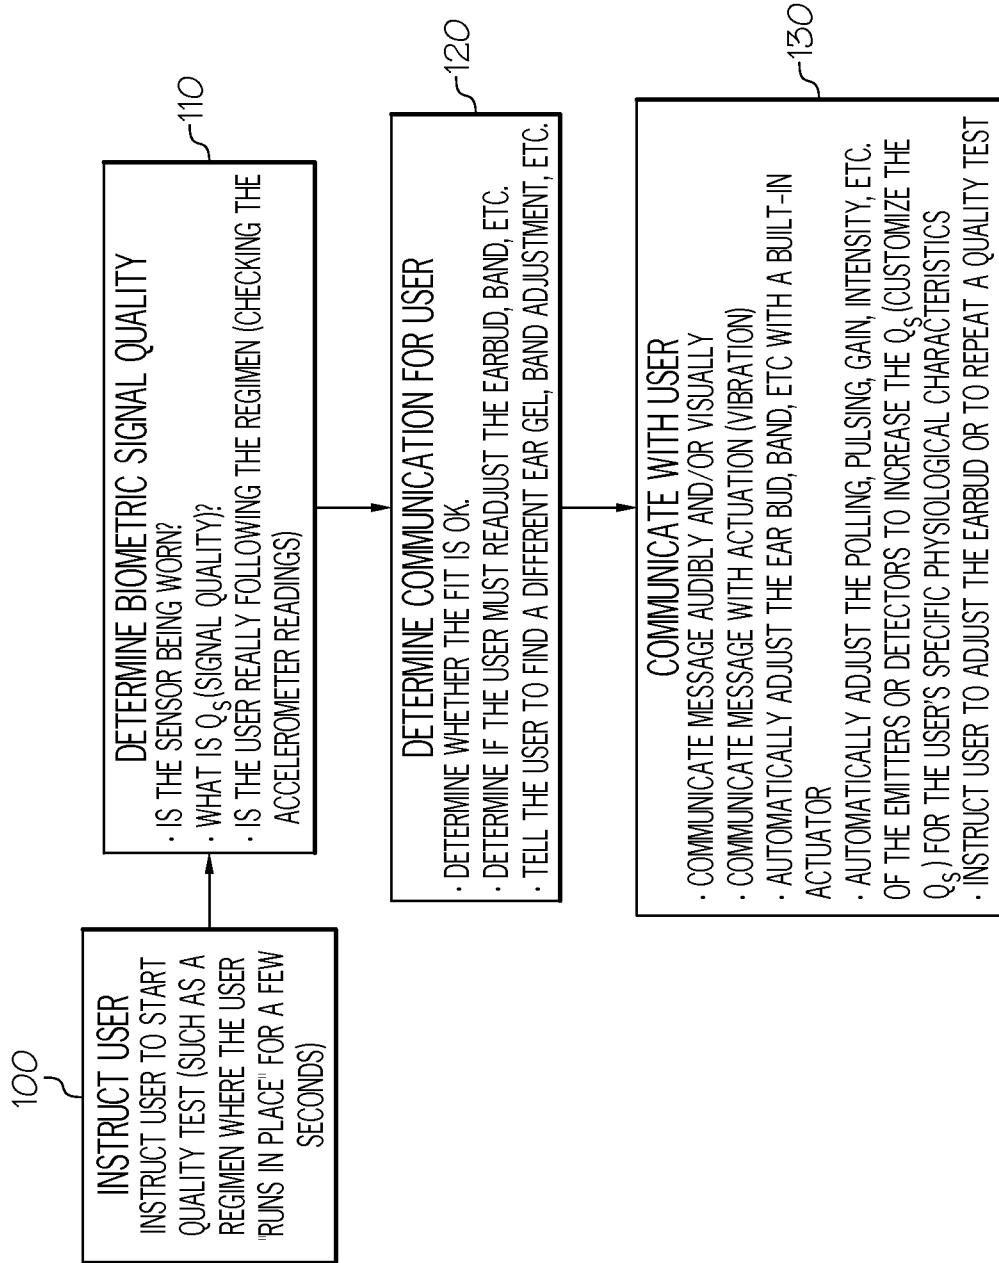 100
INSTRUCT USER
INSTRUCT USER TO START
QUALITY TEST (SUCH AS A
REGIMEN WHERE THE USER
"RUNS IN PLACE" FOR A FEW
SECONDS)
110
DETERMINE BIOMETRIC SIGNAL QUALITY
· IS THE SENSOR BEING WORN?
· WHAT IS QS (SIGNAL QUALITY)?
· IS THE USER REALLY FOLLOWING THE REGIMEN (CHECKING THE
ACCELEROMETER READINGS)
120
DETERMINE COMMUNICATION FOR USER
· DETERMINE WHETHER THE FIT IS OK.
· DETERMINE IF THE USER MUST READJUST THE EARBUD, BAND, ETC.
· TELL THE USER TO FIND A DIFFERENT EAR GEL, BAND ADJUSTMENT, ETC.
130
COMMUNICATE WITH USER
· COMMUNICATE MESSAGE AUDIBLY AND/OR VISUALLY
· COMMUNICATE MESSAGE WITH ACTUATION (VIBRATION)
· AUTOMATICALLY ADJUST THE EAR BUD, BAND, ETC WITH A BUILT-IN
ACTUATOR
· AUTOMATICALLY ADJUST THE POLLING, PULSING, GAIN, INTENSITY, ETC.
OF THE EMITTERS OR DETECTORS TO INCREASE THE QS (CUSTOMIZE THE
QS) FOR THE USER'S SPECIFIC PHYSIOLOGICAL CHARACTERISTICS
· INSTRUCT USER TO ADJUST THE EARBUD OR TO REPEAT A QUALITY TEST